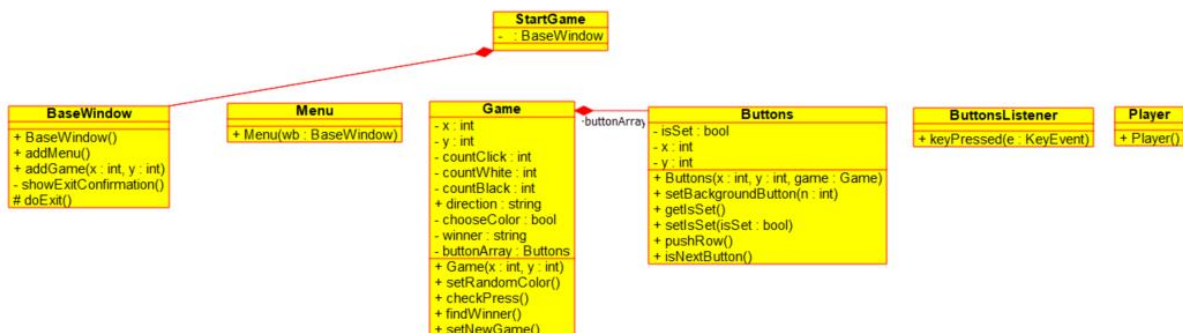 StartGame
- : BaseWindow
BaseWindow
+ BaseWindow()
+ addMenu()
+ addGame(x : int, y : int)
- showExitConfirmation()
# doExit()
Menu
+ Menu(wb : BaseWindow)
Game
- x : int
- y : int
- countClick : int
- countWhite : int
- countBlack : int
+ direction : string
- chooseColor : bool
- winner : string
- buttonArray : Buttons
+ Game(x : int, y : int)
+ setRandomColor()
+ checkPress()
+ findWinner()
+ setNewGame()
-buttonArray
Buttons
- isSet : bool
- x : int
- y : int
+ Buttons(x : int, y : int, game : Game)
+ setBackgroundButton(n : int)
+ getIsSet()
+ setIsSet(isSet : bool)
+ pushRow()
+ isNextButton()
ButtonsListener
+ keyPressed(e : KeyEvent)
Player
+ Player()